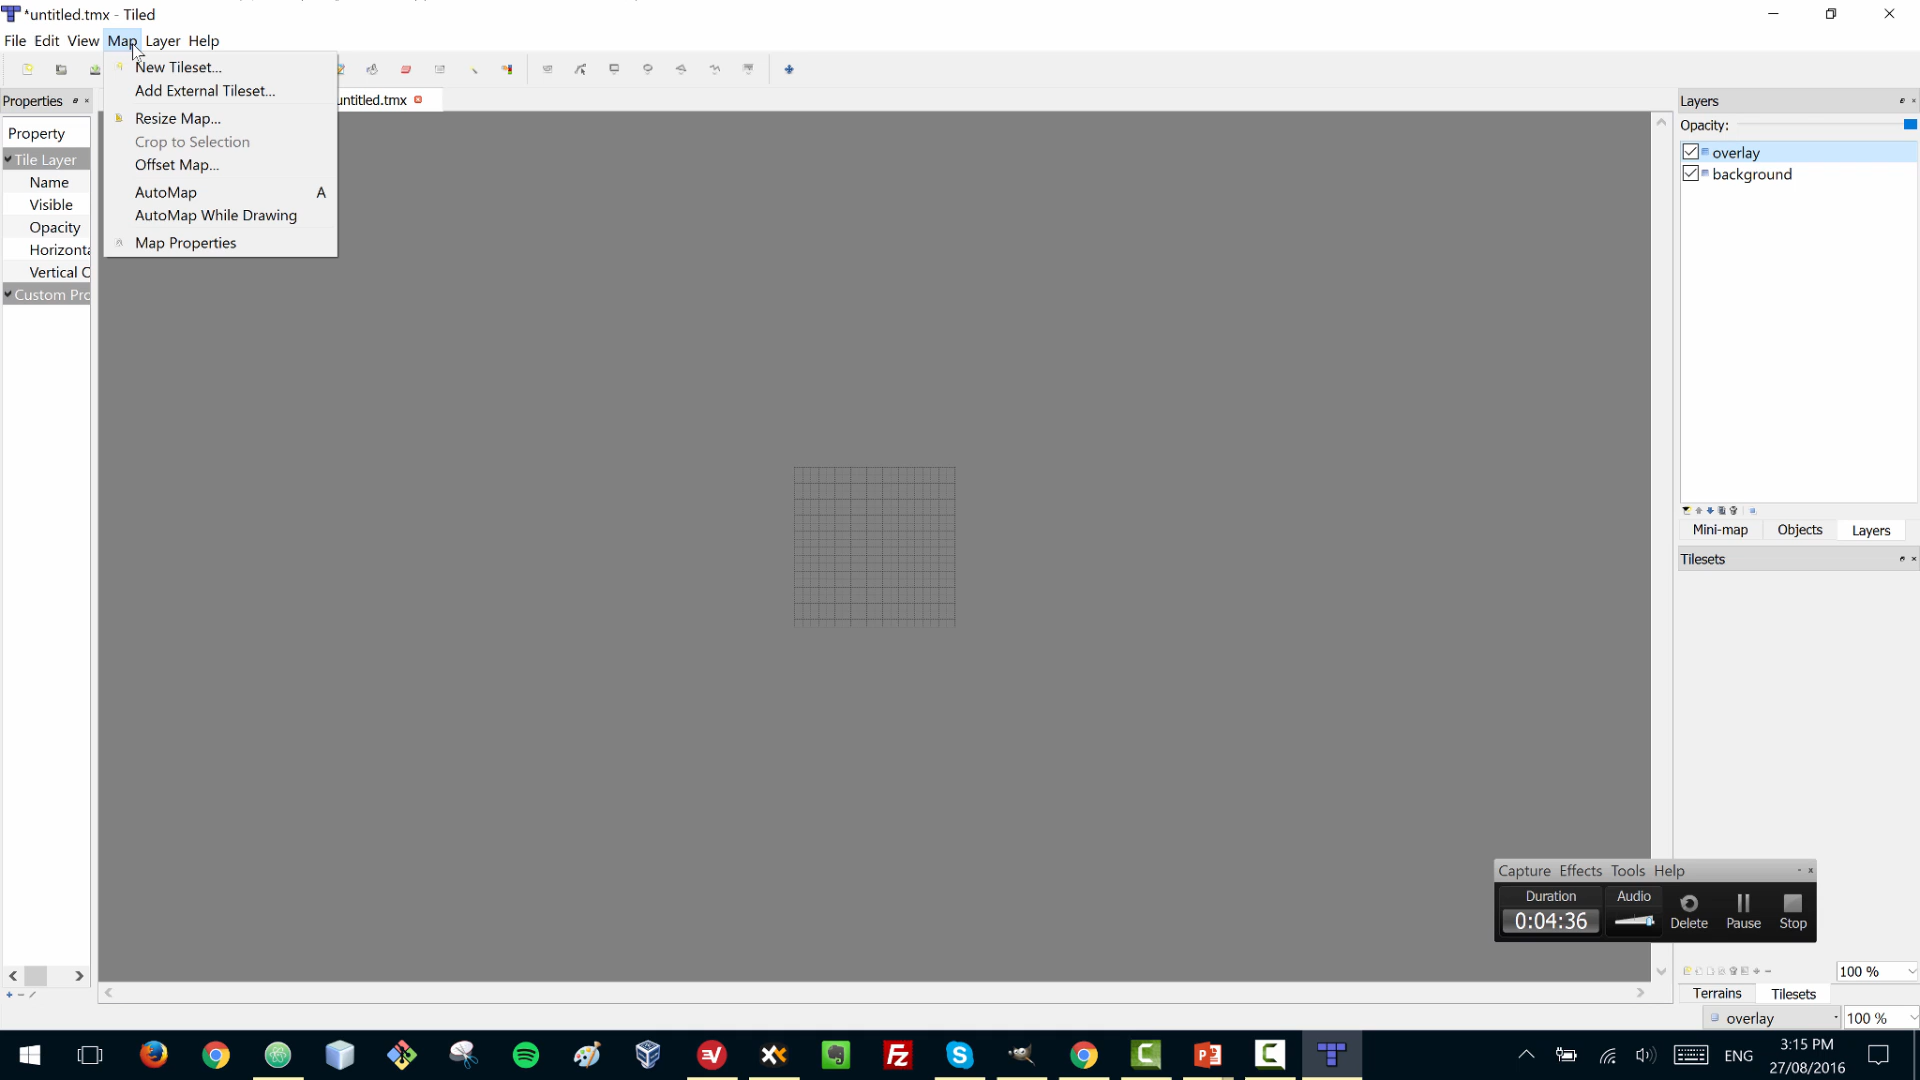 *untitled.tmx - Tiled
File Edit View Map Layer Help
New Tileset...
Add External Tileset...
Resize Map...
Crop to Selection
Offset Map...
AutoMap A
AutoMap While Drawing
Map Properties
untitled.tmx
Properties
Property
Tile Layer
Name
Visible
Opacity
Horizonta
Vertical O
Custom Pro
Layers
Opacity:
overlay
background
Mini-map Objects Layers
Tilesets
Capture Effects Tools Help
Duration Audio
0:04:36 Delete Pause Stop
100 %
Terrains Tilesets
overlay 100 %
ENG
3:15 PM
27/08/2016